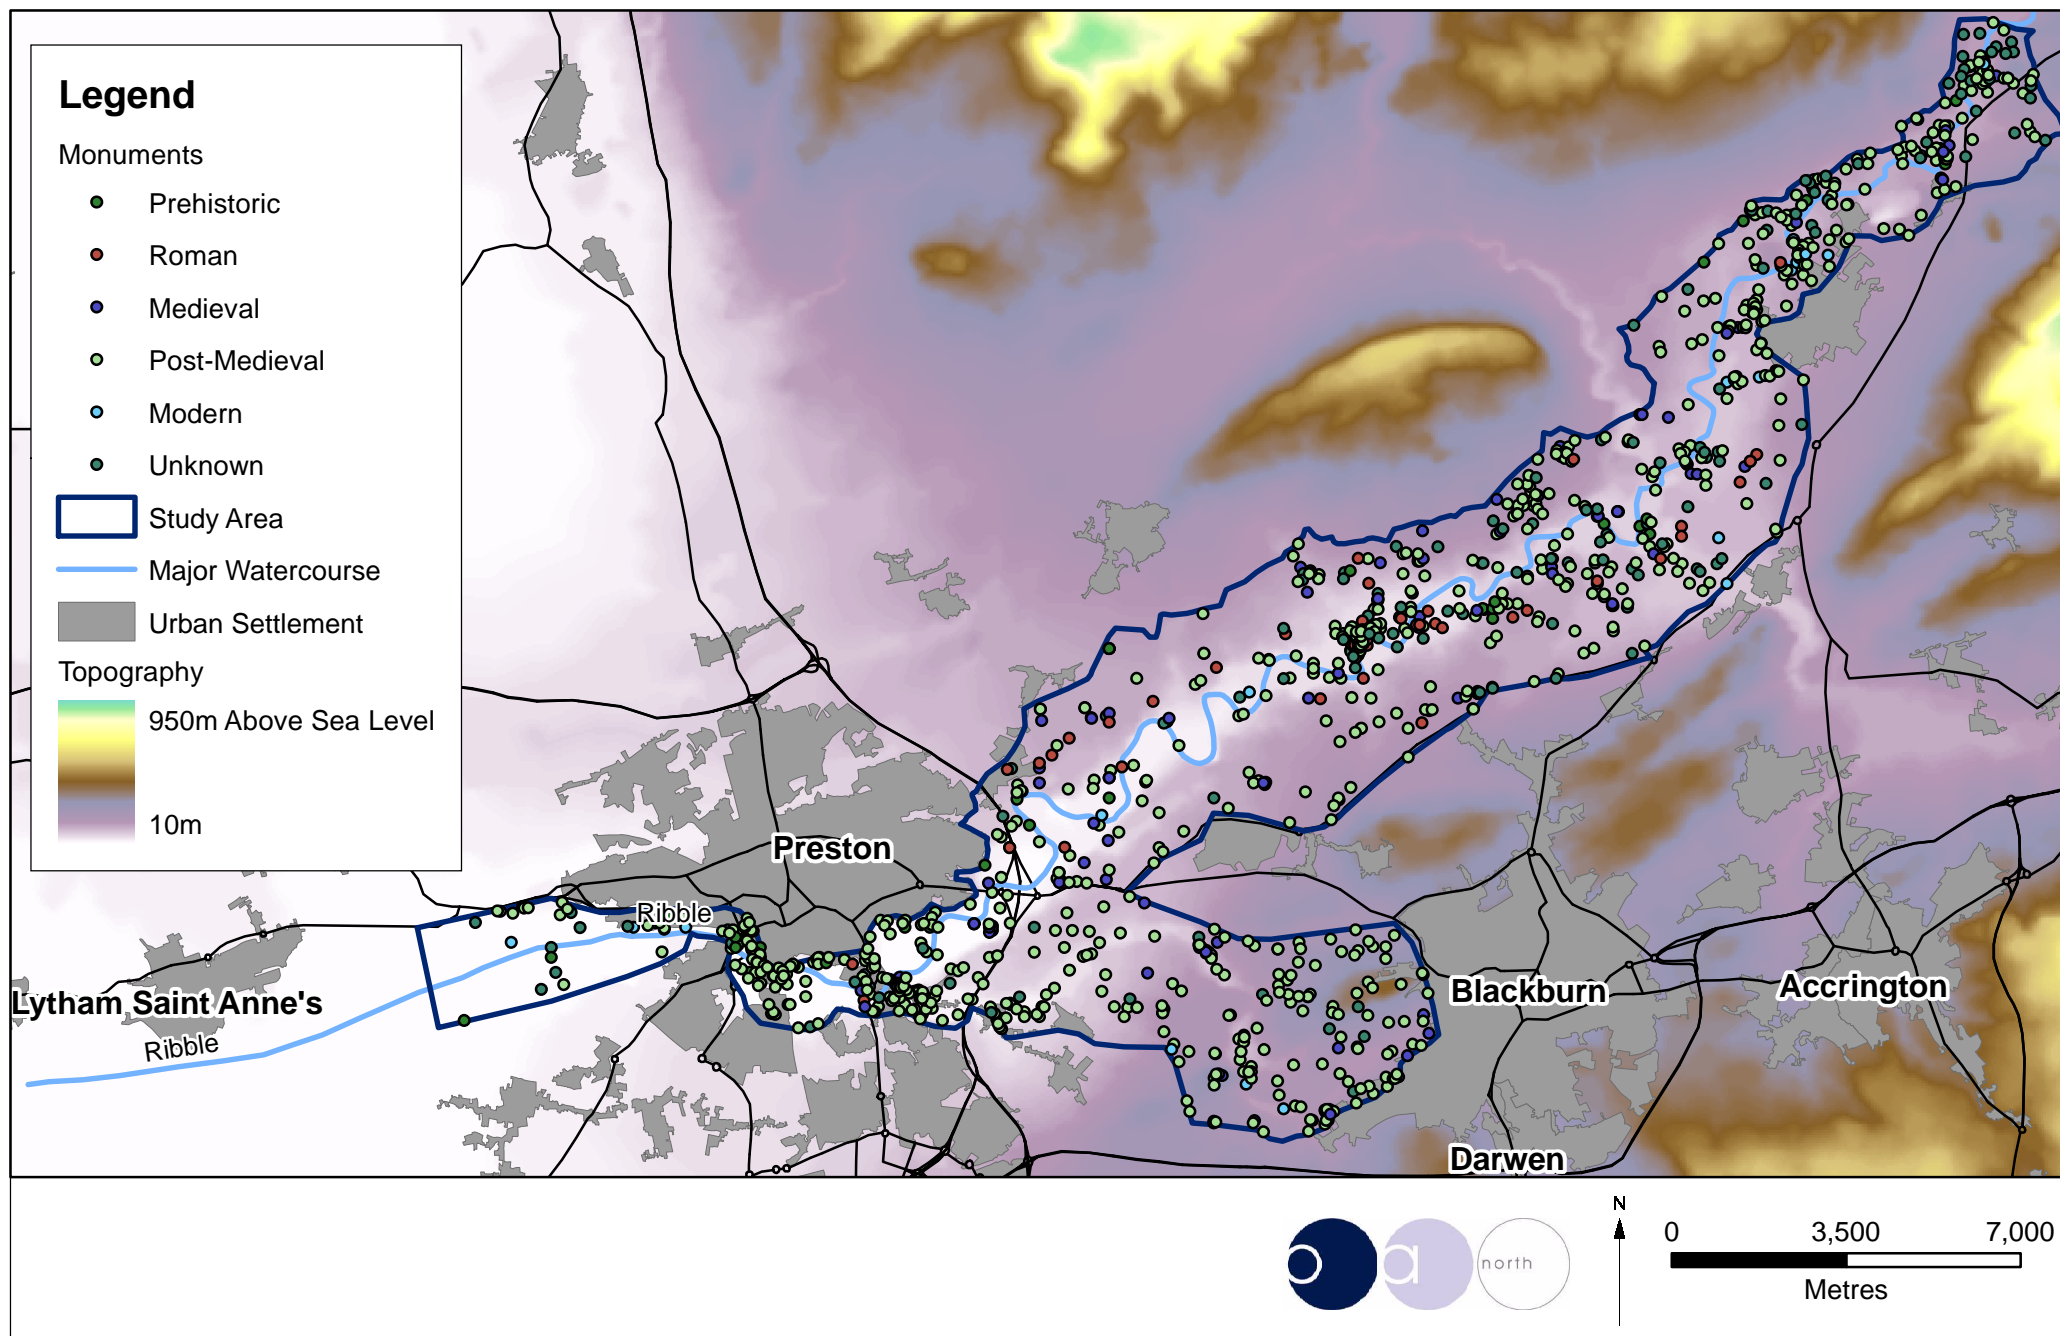 Legend
Monuments
Prehistoric
Roman
Medieval
Post-Medieval
Modern
Unknown
Study Area
Major Watercourse
Urban Settlement
Topography
950m Above Sea Level
10m
Preston
Ribble
Lytham Saint Anne's
Ribble
Blackburn
Accrington
Darwen
o a north
N
0 3,500 7,000
Metres